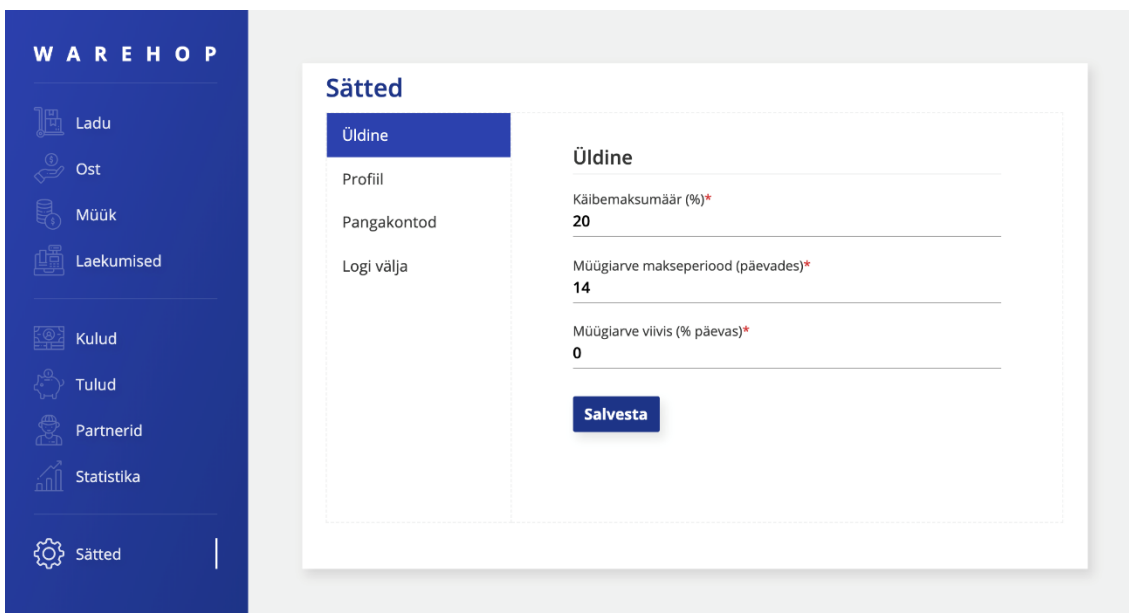 WAREHOP
Ladu
Ost
Müük
Laekumised
Kulud
Tulud
Partnerid
Statistika
Sätted
Sätted
Üldine
Profiil
Pangakontod
Logi välja
Üldine
Käibemaksumäär (%)*
20
Müügiarve makseperiood (päevades)*
14
Müügiarve viivis (% päevas)*
0
Salvesta